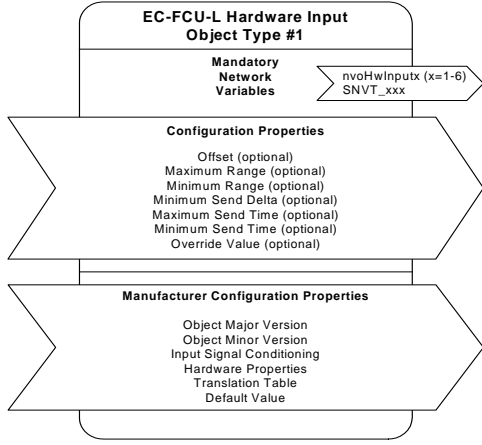 EC-FCU-L Hardware Input
Object Type #1
Mandatory
Network
Variables
nvoHwInputx (x=1-6)
SNVT_xxx
Configuration Properties
Offset (optional)
Maximum Range (optional)
Minimum Range (optional)
Minimum Send Delta (optional)
Maximum Send Time (optional)
Minimum Send Time (optional)
Override Value (optional)
Manufacturer Configuration Properties
Object Major Version
Object Minor Version
Input Signal Conditioning
Hardware Properties
Translation Table
Default Value